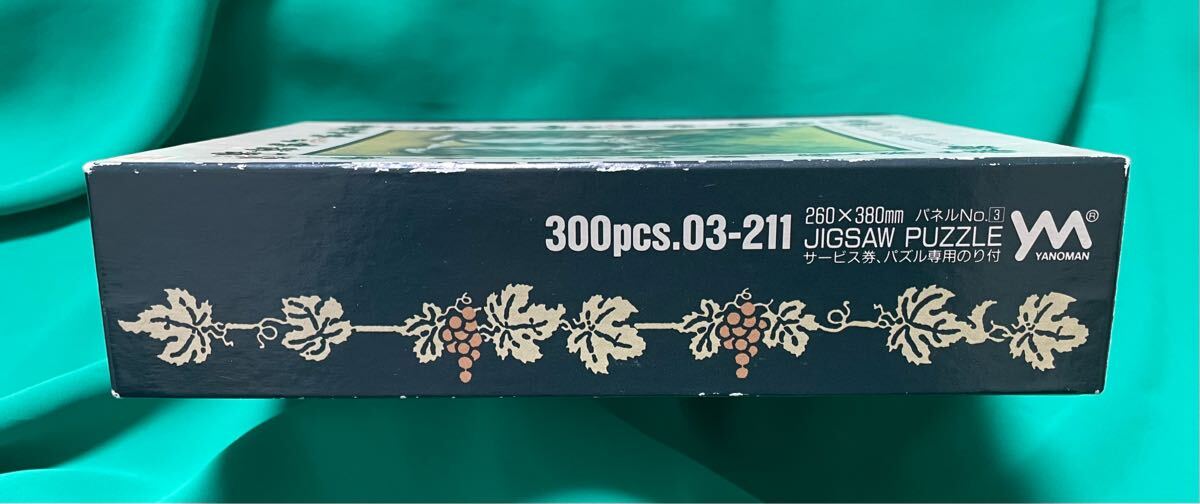 300pcs.03-211
260×380mm パネルNo.3
JIGSAW PUZZLE
サービス券、パズル専用のり付
YM®
YANOMAN